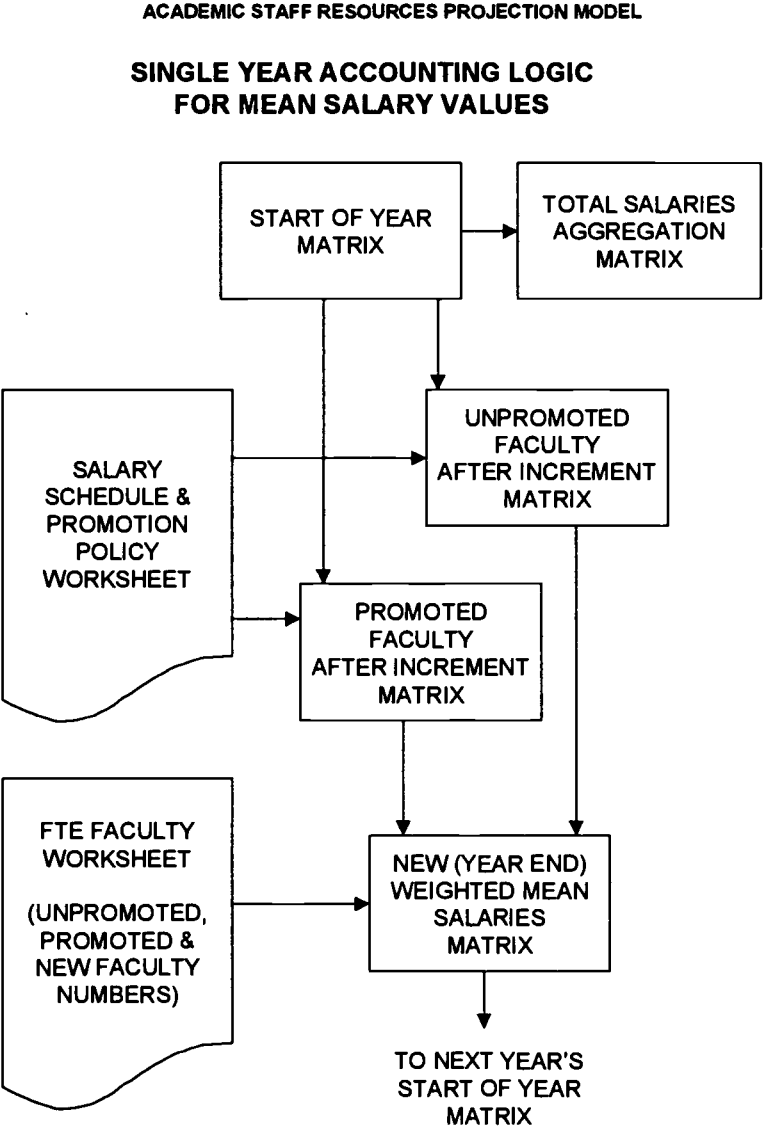 ACADEMIC STAFF RESOURCES PROJECTION MODEL
SINGLE YEAR ACCOUNTING LOGIC
FOR MEAN SALARY VALUES
START OF YEAR
MATRIX
TOTAL SALARIES
AGGREGATION
MATRIX
UNPROMOTED
FACULTY
AFTER INCREMENT
MATRIX
SALARY
SCHEDULE &
PROMOTION
POLICY
WORKSHEET
PROMOTED
FACULTY
AFTER INCREMENT
MATRIX
FTE FACULTY
WORKSHEET
(UNPROMOTED,
PROMOTED &
NEW FACULTY
NUMBERS)
NEW (YEAR END)
WEIGHTED MEAN
SALARIES
MATRIX
TO NEXT YEAR'S
START OF YEAR
MATRIX